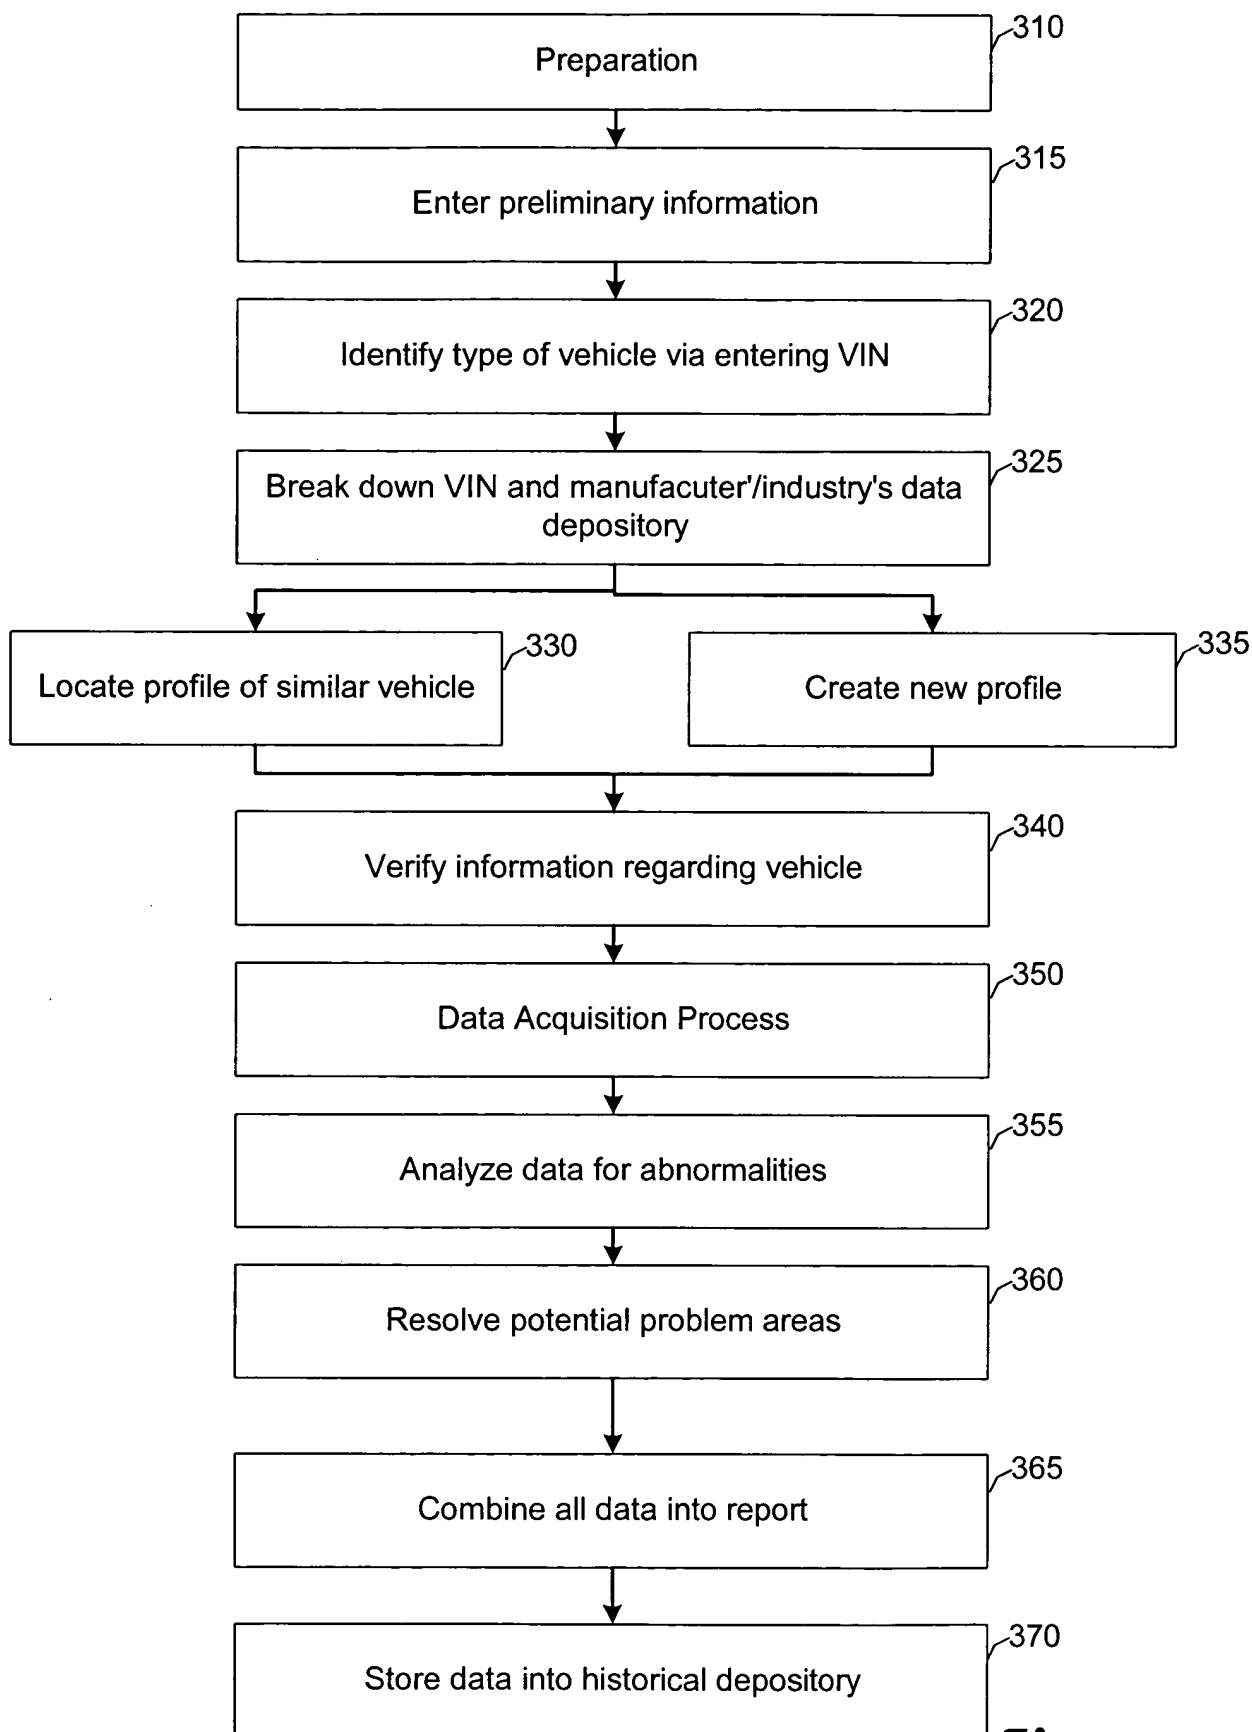 310
Preparation
315
Enter preliminary information
320
Identify type of vehicle via entering VIN
325
Break down VIN and manufacuter'/industry's data
depository
330
Locate profile of similar vehicle
335
Create new profile
340
Verify information regarding vehicle
350
Data Acquisition Process
355
Analyze data for abnormalities
360
Resolve potential problem areas
365
Combine all data into report
370
Store data into historical depository